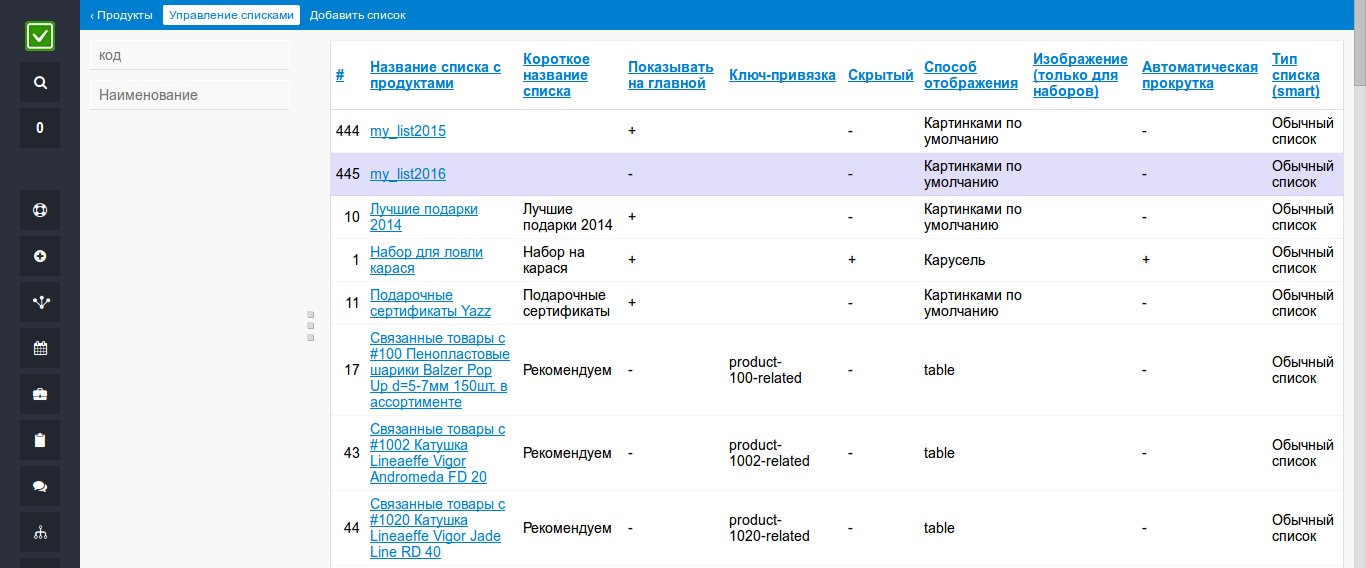 ‹ Продукты Управление списками Добавить список
0
код
Наименование
# Название списка с продуктами Короткое название списка Показывать на главной Ключ-привязка Скрытый Способ отображения Изображение (только для наборов) Автоматическая прокрутка Тип списка (smart)
444 my_list2015 + - Картинками по умолчанию - Обычный список
445 my_list2016 - - Картинками по умолчанию - Обычный список
10 Лучшие подарки 2014 Лучшие подарки 2014 + - Картинками по умолчанию - Обычный список
1 Набор для ловли карася Набор на карася + + Карусель + Обычный список
11 Подарочные сертификаты Yazz Подарочные сертификаты + - Картинками по умолчанию - Обычный список
17 Связанные товары с #100 Пенопластовые шарики Balzer Pop Up d=5-7мм 150шт. в ассортименте Рекомендуем - product-100-related - table - Обычный список
43 Связанные товары с #1002 Катушка Lineaeffe Vigor Andromeda FD 20 Рекомендуем - product-1002-related - table - Обычный список
44 Связанные товары с #1020 Катушка Lineaeffe Vigor Jade Line RD 40 Рекомендуем - product-1020-related - table - Обычный список